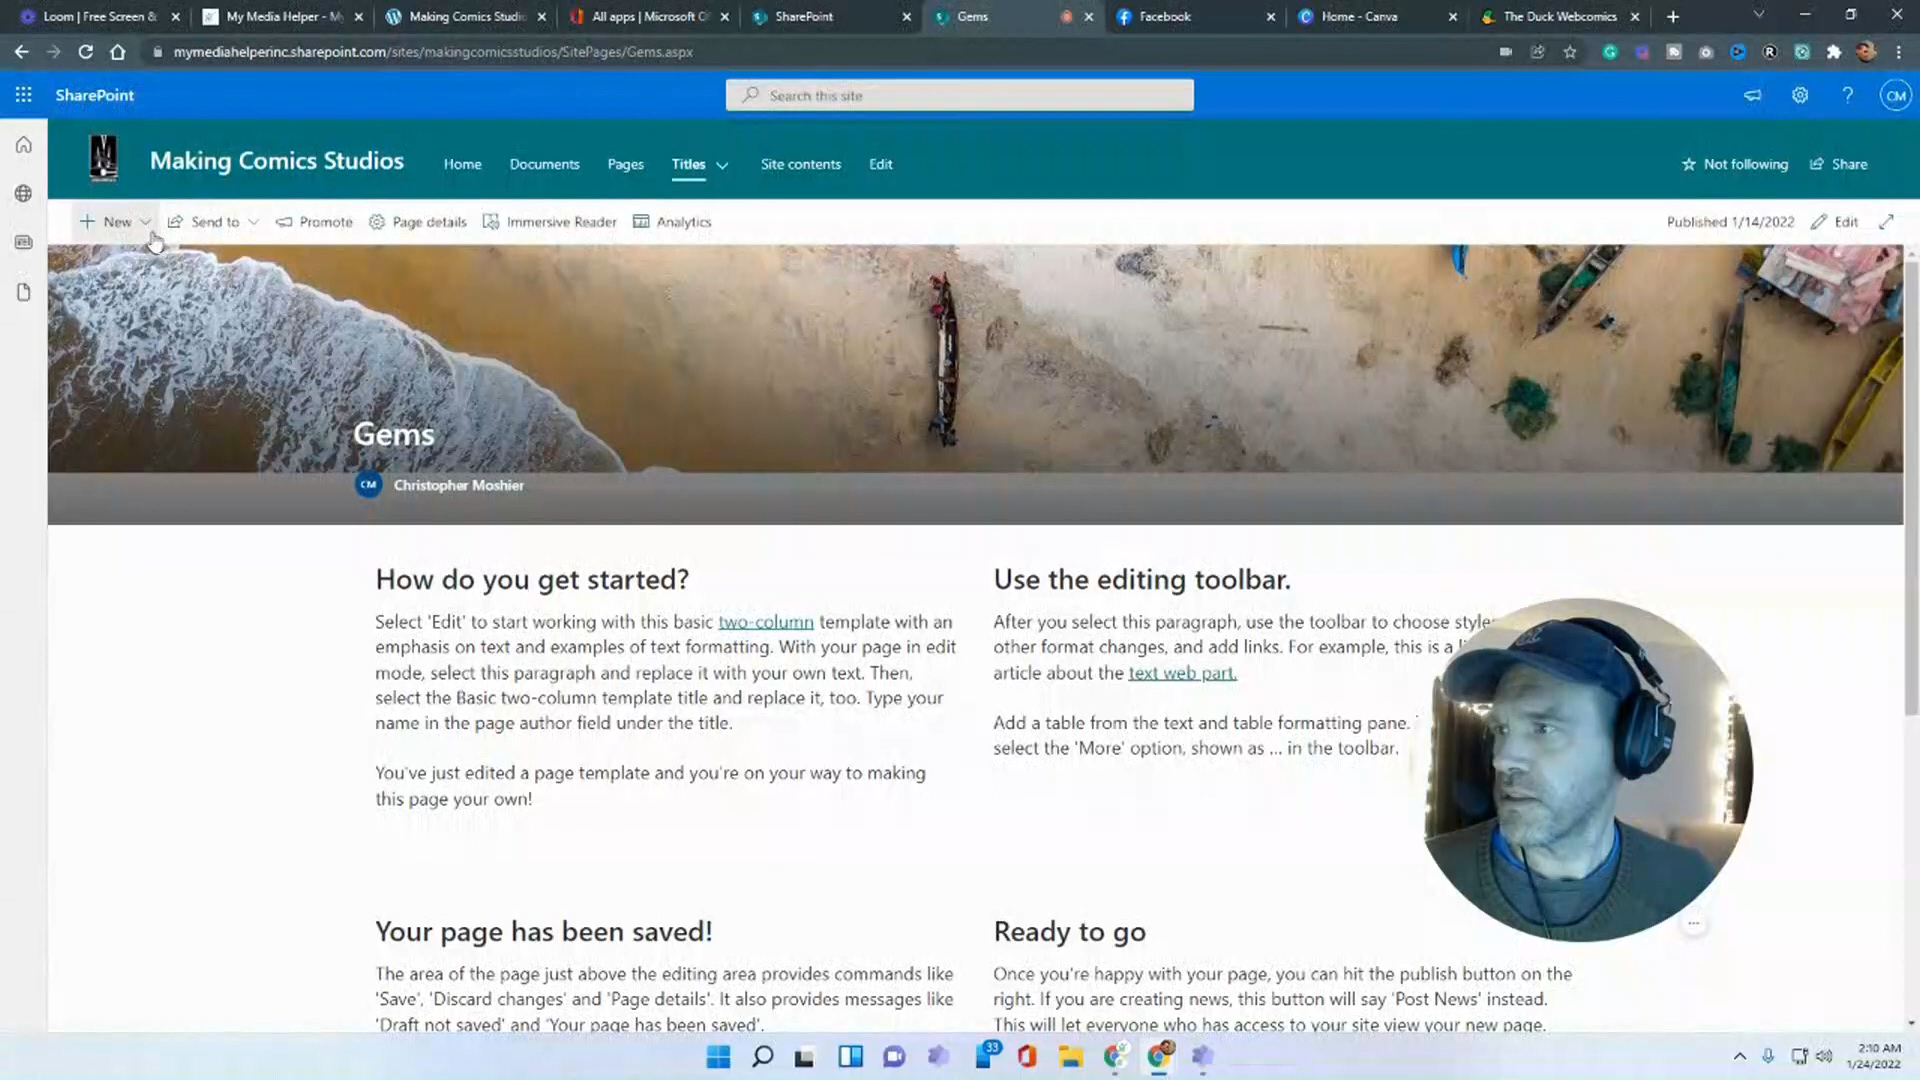 Loom | Free Screen &
My Media Helper - M
Making Comics Studi
All apps | Microsoft O
SharePoint
Gems
Facebook
Home - Canva
The Duck Webcomics
mymediahelperinc.sharepoint.com/sites/makingcomicsstudios/SitePages/Gems.aspx
SharePoint
Search this site
CM
Making Comics Studios
Home
Documents
Pages
Titles
Site contents
Edit
Not following
Share
New
Send to
Promote
Page details
Immersive Reader
Analytics
Published 1/14/2022
Edit
Gems
CM
Christopher Moshier
How do you get started?
Select 'Edit' to start working with this basic two-column template with an
emphasis on text and examples of text formatting. With your page in edit
mode, select this paragraph and replace it with your own text. Then,
select the Basic two-column template title and replace it, too. Type your
name in the page author field under the title.
You've just edited a page template and you're on your way to making
this page your own!
Use the editing toolbar.
After you select this paragraph, use the toolbar to choose style
other format changes, and add links. For example, this is a l
article about the text web part.
Add a table from the text and table formatting pane.
select the 'More' option, shown as ... in the toolbar.
Your page has been saved!
The area of the page just above the editing area provides commands like
'Save', 'Discard changes' and 'Page details'. It also provides messages like
'Draft not saved' and 'Your page has been saved'.
Ready to go
Once you're happy with your page, you can hit the publish button on the
right. If you are creating news, this button will say 'Post News' instead.
This will let everyone who has access to your site view your new page.
33
2:10 AM
1/24/2022